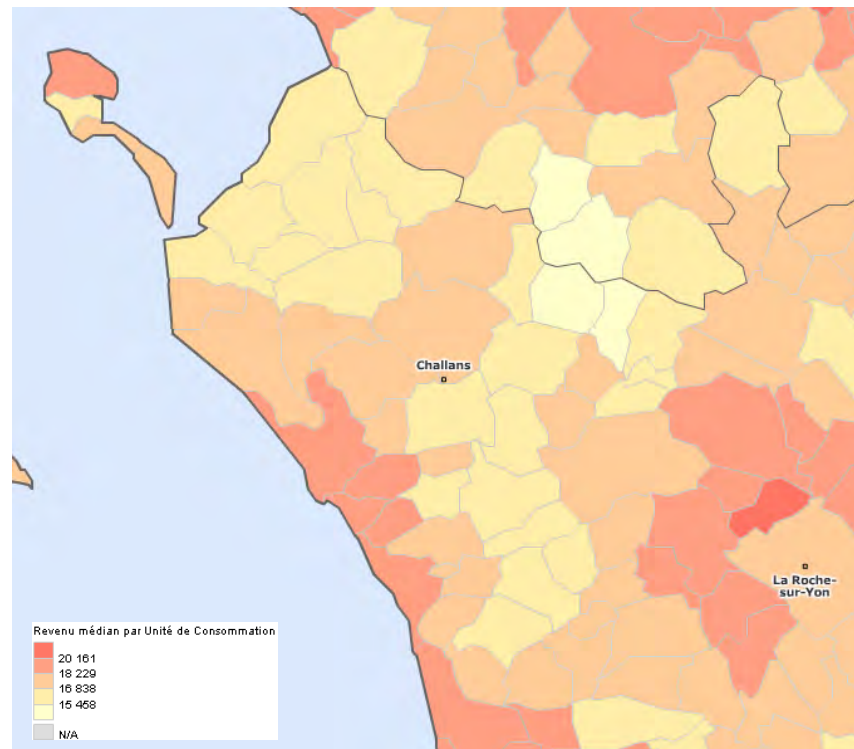 Challans
La Roche-
sur-Yon
Revenu médian par Unité de Consommation
20 161
18 229
16 838
15 458
N/A